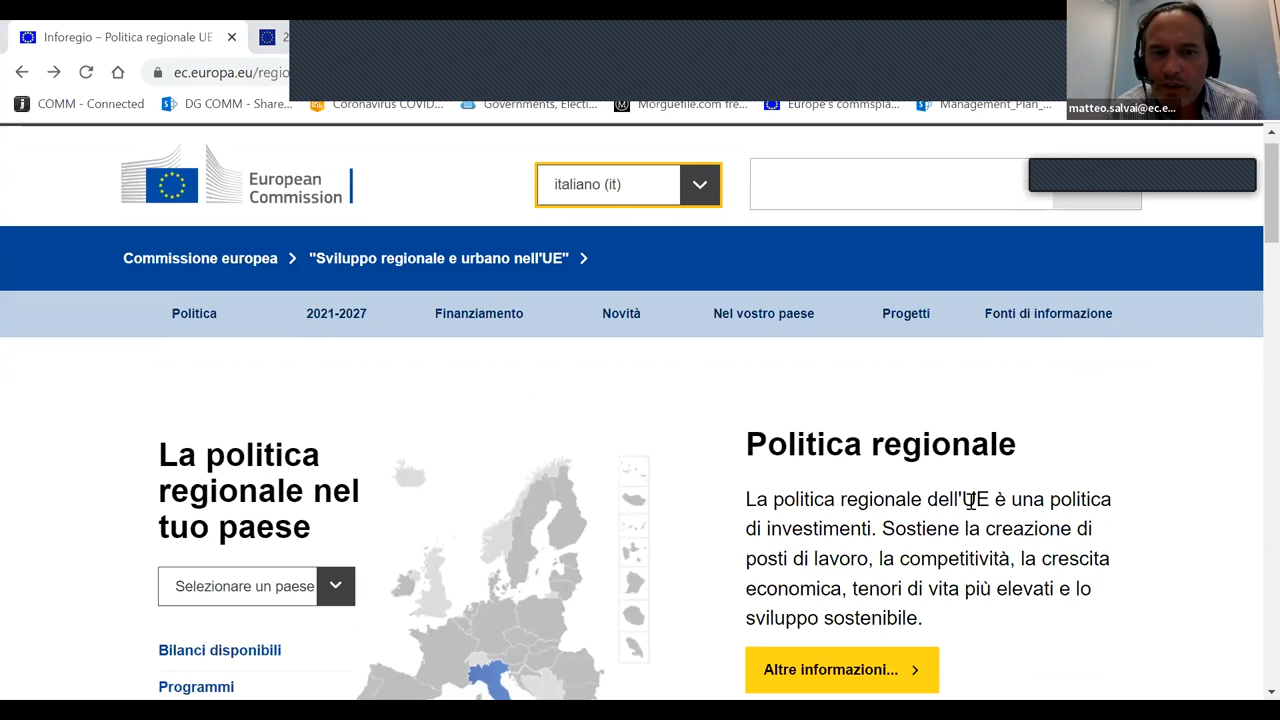 Inforegio – Politica regionale UE
2
ec.europa.eu/regio
COMM - Connected
DG COMM - Share...
Coronavirus COVID...
Governments, Electi...
Morguefile.com fre...
Europe's commspla...
Management_Plan_...
matteo.salvai@ec.e...
European
Commission
italiano (it)
Commissione europea
"Sviluppo regionale e urbano nell'UE"
Politica
2021-2027
Finanziamento
Novità
Nel vostro paese
Progetti
Fonti di informazione
La politica
regionale nel
tuo paese
Selezionare un paese
Bilanci disponibili
Programmi
Politica regionale
La politica regionale dell'UE è una politica
di investimenti. Sostiene la creazione di
posti di lavoro, la competitività, la crescita
economica, tenori di vita più elevati e lo
sviluppo sostenibile.
Altre informazioni...